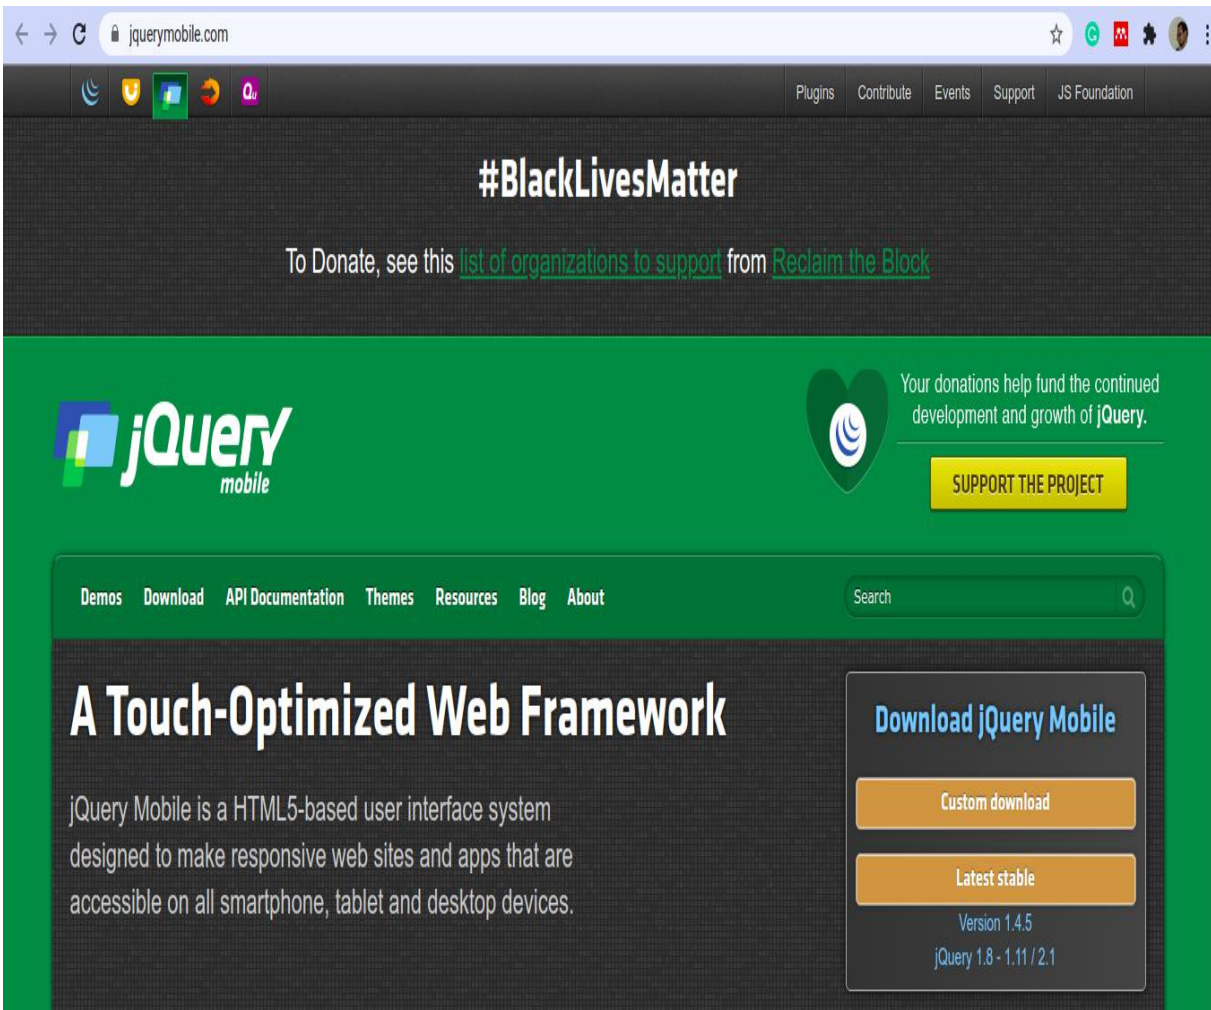 jquerymobile.com
Plugins Contribute Events Support JS Foundation
#BlackLivesMatter
To Donate, see this list of organizations to support from Reclaim the Block
jQuery
mobile
Your donations help fund the continued
development and growth of jQuery.
SUPPORT THE PROJECT
Demos Download API Documentation Themes Resources Blog About
Search
A Touch-Optimized Web Framework
jQuery Mobile is a HTML5-based user interface system
designed to make responsive web sites and apps that are
accessible on all smartphone, tablet and desktop devices.
Download jQuery Mobile
Custom download
Latest stable
Version 1.4.5
jQuery 1.8 - 1.11 / 2.1